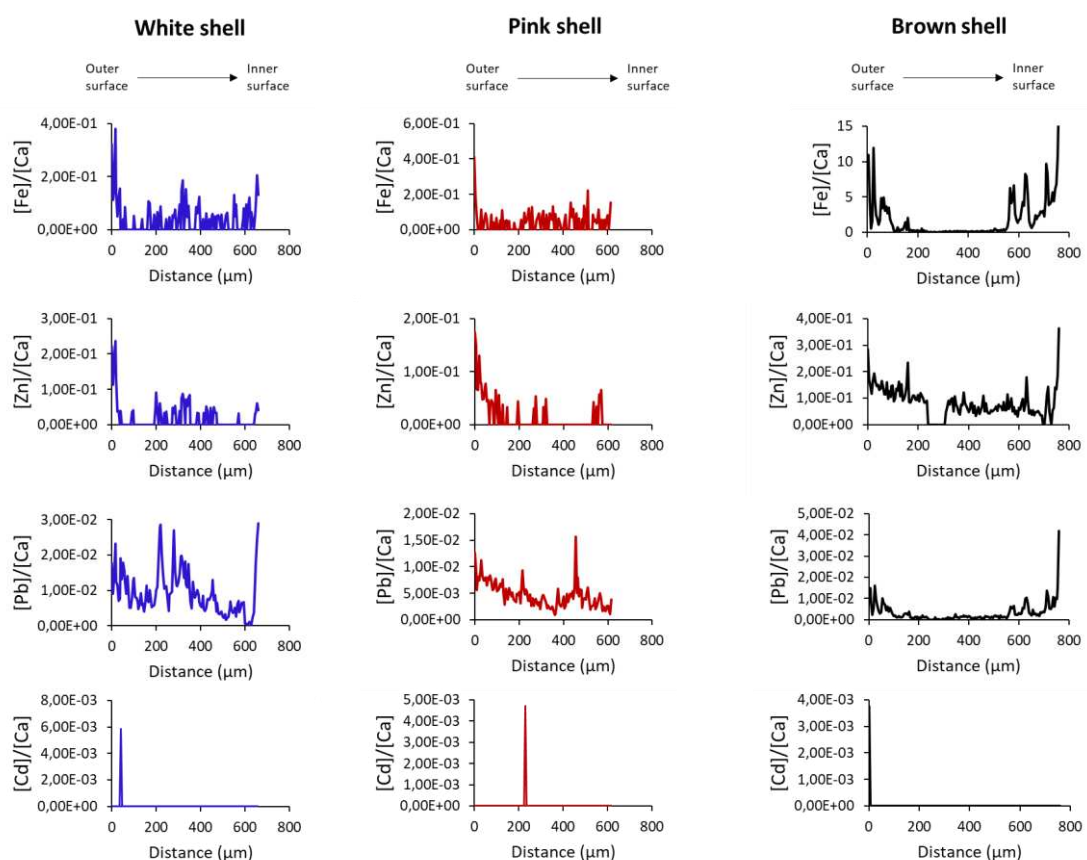 White shell
Pink shell
Brown shell
Outer surface
Inner surface
Outer surface
Inner surface
Outer surface
Inner surface
[Fe]/[Ca]
4,00E-01
2,00E-01
0,00E+00
0 200 400 600 800
Distance (µm)
[Fe]/[Ca]
6,00E-01
4,00E-01
2,00E-01
0,00E+00
0 200 400 600 800
Distance (µm)
[Fe]/[Ca]
15
10
5
0
0 200 400 600 800
Distance (µm)
[Zn]/[Ca]
3,00E-01
2,00E-01
1,00E-01
0,00E+00
0 200 400 600 800
Distance (µm)
[Zn]/[Ca]
2,00E-01
1,00E-01
0,00E+00
0 200 400 600 800
Distance (µm)
[Zn]/[Ca]
4,00E-01
3,00E-01
2,00E-01
1,00E-01
0,00E+00
0 200 400 600 800
Distance (µm)
[Pb]/[Ca]
3,00E-02
2,00E-02
1,00E-02
0,00E+00
0 200 400 600 800
Distance (µm)
[Pb]/[Ca]
2,00E-02
1,50E-02
1,00E-02
5,00E-03
0,00E+00
0 200 400 600 800
Distance (µm)
[Pb]/[Ca]
5,00E-02
4,00E-02
3,00E-02
2,00E-02
1,00E-02
0,00E+00
0 200 400 600 800
Distance (µm)
[Cd]/[Ca]
8,00E-03
6,00E-03
4,00E-03
2,00E-03
0,00E+00
0 200 400 600 800
Distance (µm)
[Cd]/[Ca]
5,00E-03
4,00E-03
3,00E-03
2,00E-03
1,00E-03
0,00E+00
0 200 400 600 800
Distance (µm)
[Cd]/[Ca]
4,00E-03
3,00E-03
2,00E-03
1,00E-03
0,00E+00
0 200 400 600 800
Distance (µm)